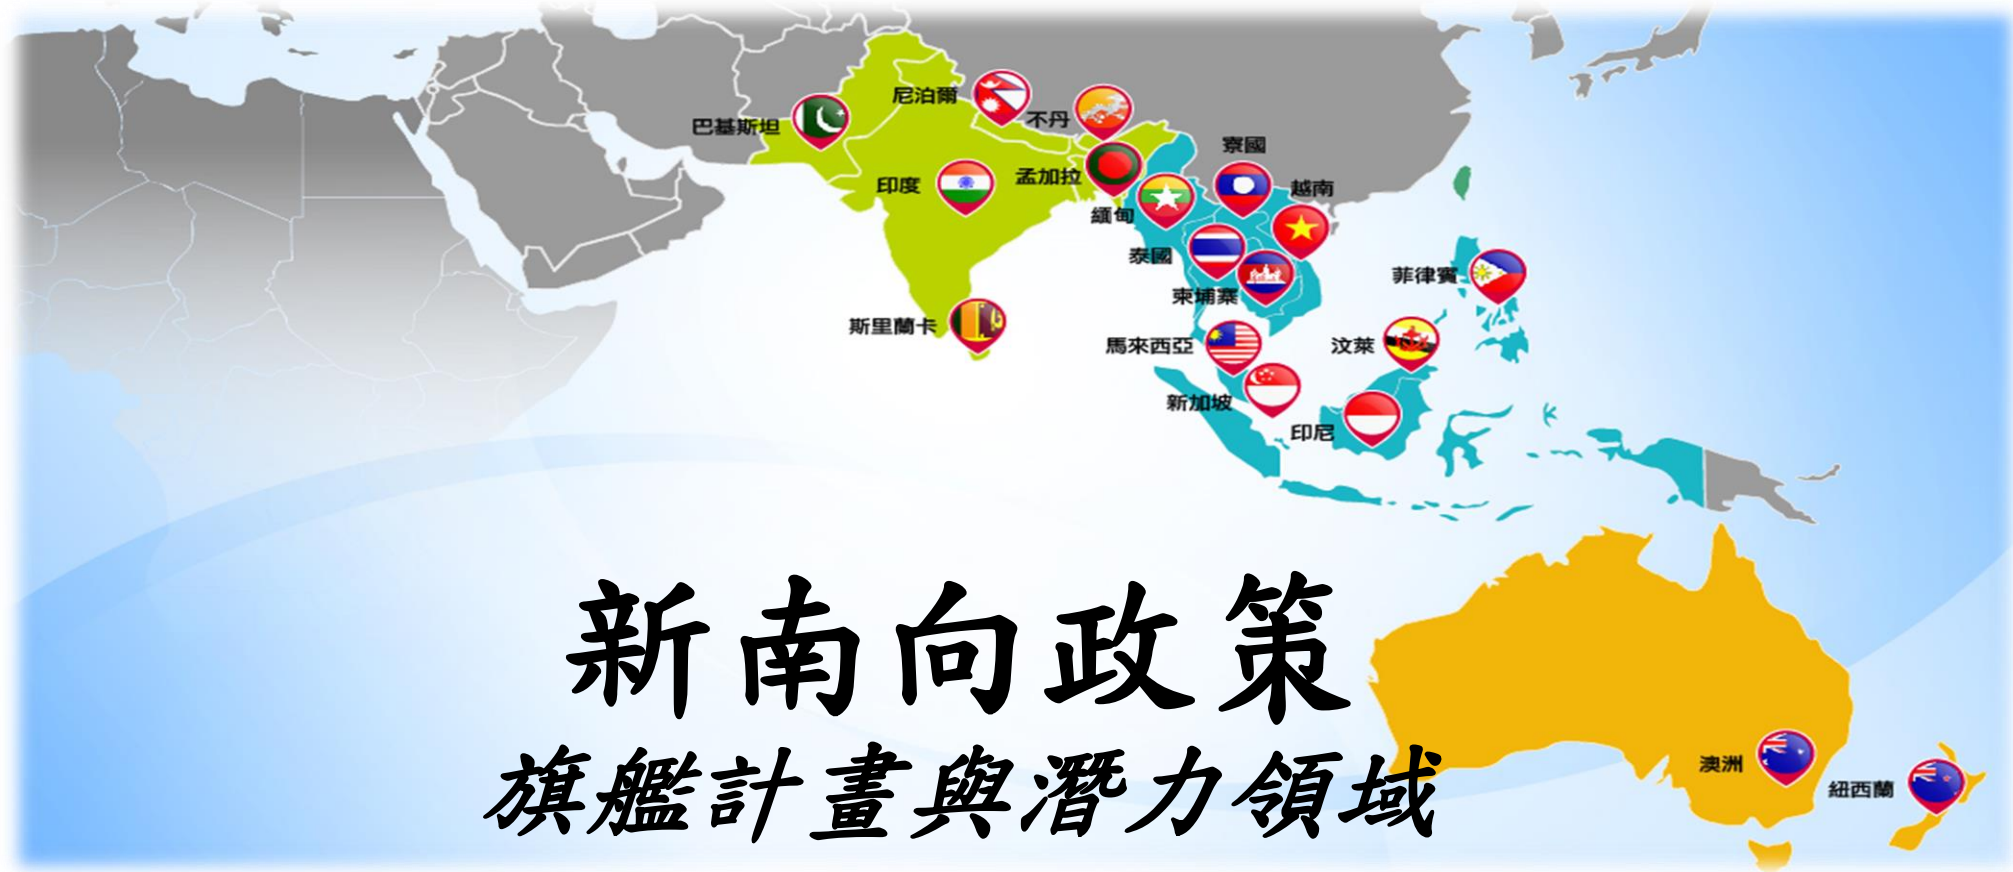 尼泊爾
不丹
巴基斯坦
寮國
孟加拉
印度
越南
緬甸
泰國
菲律賓
柬埔寨
斯里蘭卡
馬來西亞
汶萊
新加坡
印尼
新南向政策
旗艦計畫與潛力領域
澳洲
紐西蘭